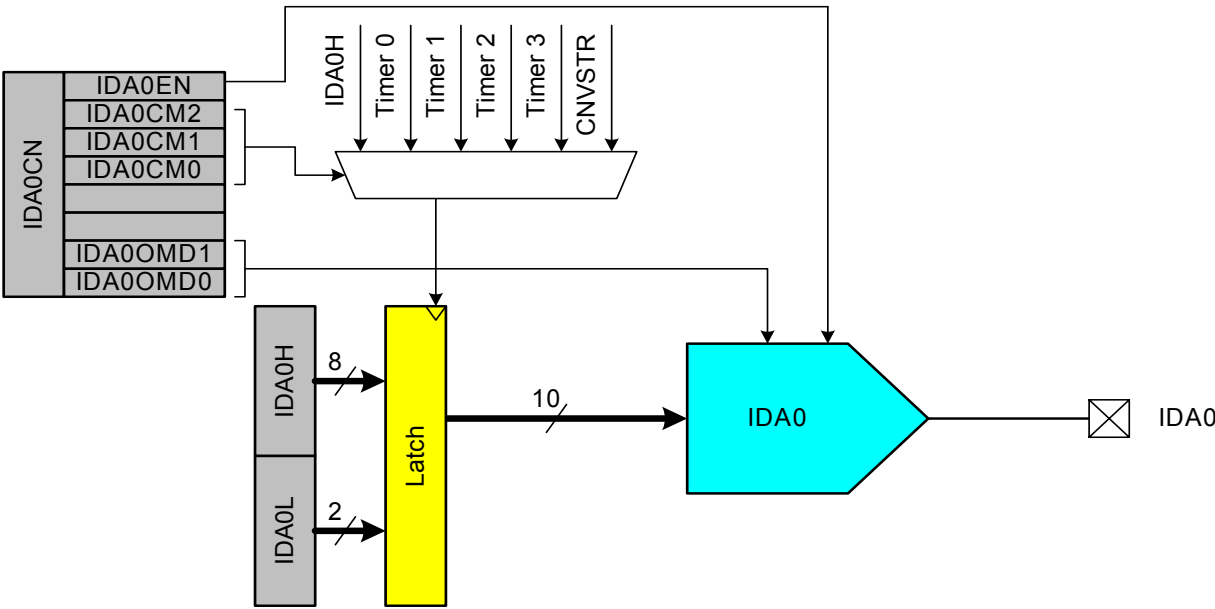 IDA0CN
IDA0EN
IDA0CM2
IDA0CM1
IDA0CM0
IDA0OMD1
IDA0OMD0
IDA0H
Timer 0
Timer 1
Timer 2
Timer 3
CNVSTR
IDA0H
8
IDA0L
2
Latch
10
IDA0
IDA0